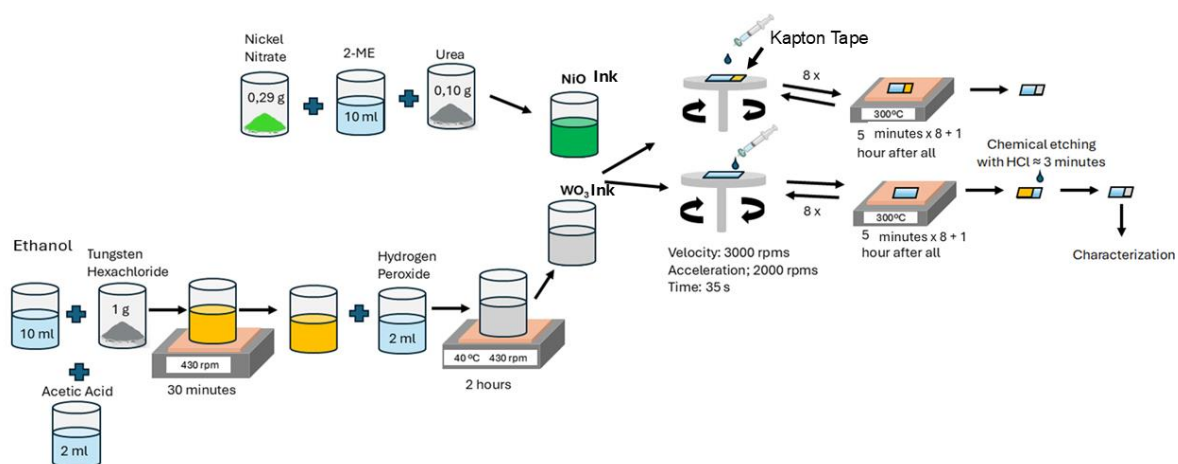 Nickel
Nitrate
2-ME
Urea
0,29 g
10 ml
0,10 g
NiO Ink
Kapton Tape
8 x
300ºC
5 minutes x 8 + 1
hour after all
WO₃ Ink
Velocity: 3000 rpms
Acceleration; 2000 rpms
Time: 35 s
8 x
300ºC
5 minutes x 8 + 1
hour after all
Chemical etching
with HCl ≈ 3 minutes
Characterization
Ethanol
Tungsten
Hexachloride
10 ml
1 g
Acetic Acid
2 ml
430 rpm
30 minutes
Hydrogen
Peroxide
2 ml
40 ºC 430 rpm
2 hours